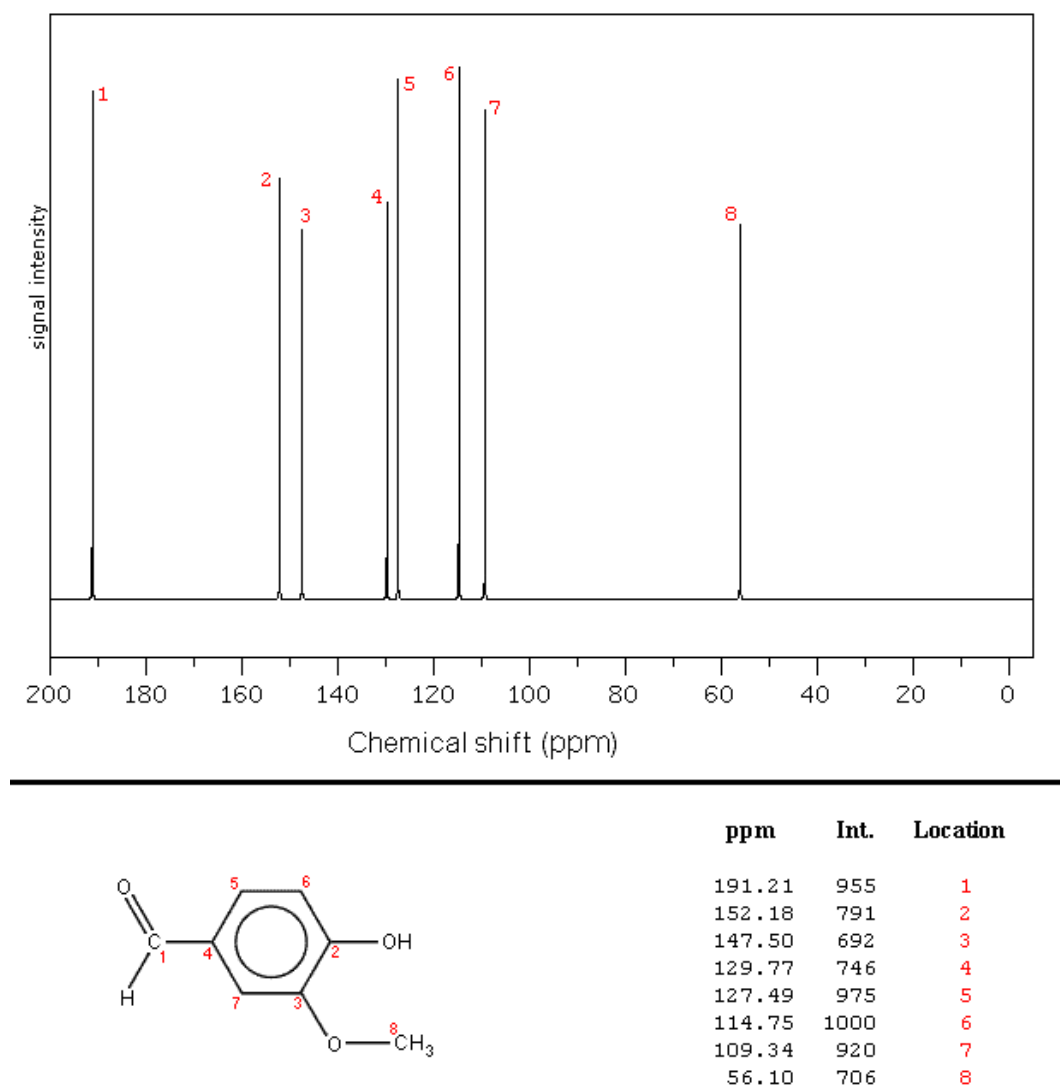 1
2
3
4
5
6
7
8
signal intensity
200 180 160 140 120 100 80 60 40 20 0
Chemical shift (ppm)
ppm Int. Location
191.21 955 1
152.18 791 2
147.50 692 3
129.77 746 4
127.49 975 5
114.75 1000 6
109.34 920 7
56.10 706 8
O
5 6
C 1 4 2 OH
H 7 3
8
O CH3